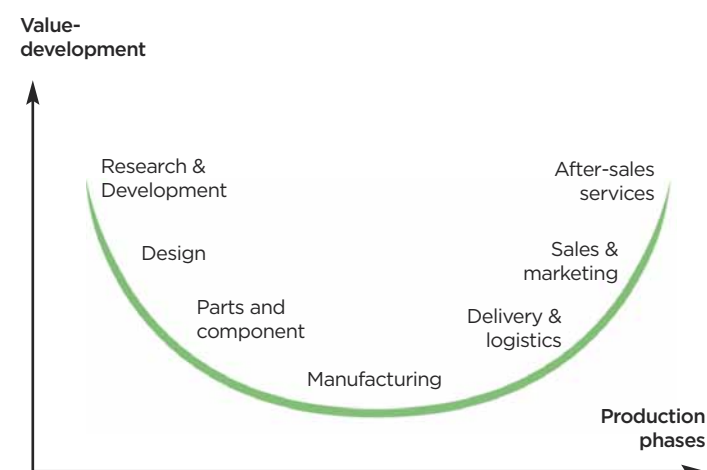 Value-
development
Research &
Development
Design
Parts and
component
Manufacturing
Delivery &
logistics
Sales &
marketing
After-sales
services
Production
phases